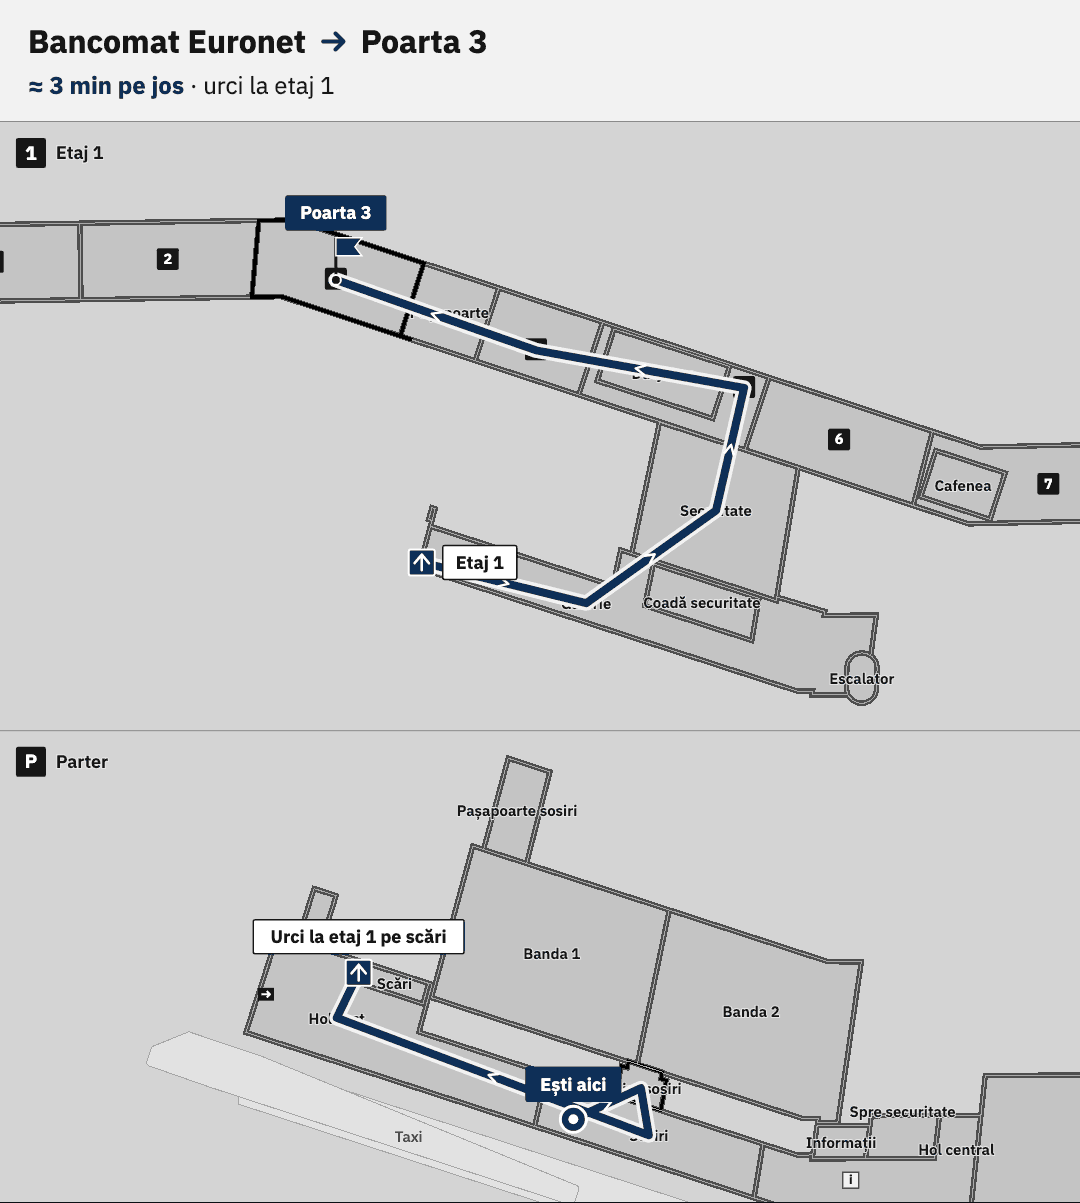 Bancomat Euronet → Poarta 3
≈ 3 min pe jos · urci la etaj 1
1 Etaj 1
Poarta 3
2
6
Cafenea
7
Securitate
Etaj 1
Coadă securitate
Escalator
P Parter
Pașapoarte sosiri
Urci la etaj 1 pe scări
Banda 1
Scări
Banda 2
Ești aici
sosiri
Sosiri
Taxi
Spre securitate
Informații
Hol central
i